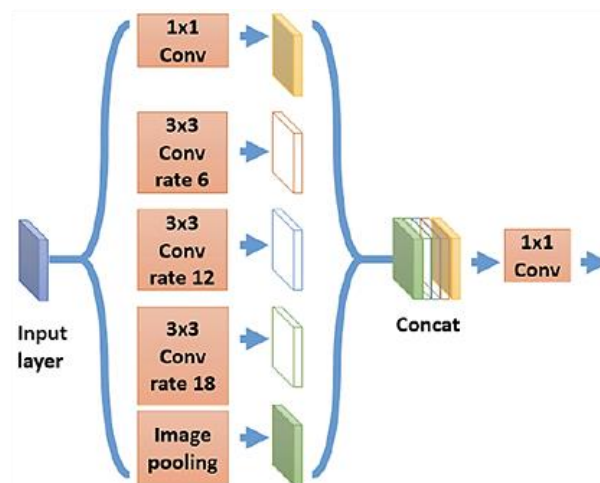 1x1
Conv
3x3
Conv
rate 6
3x3
Conv
rate 12
3x3
Conv
rate 18
Image
pooling
Input
layer
Concat
1x1
Conv